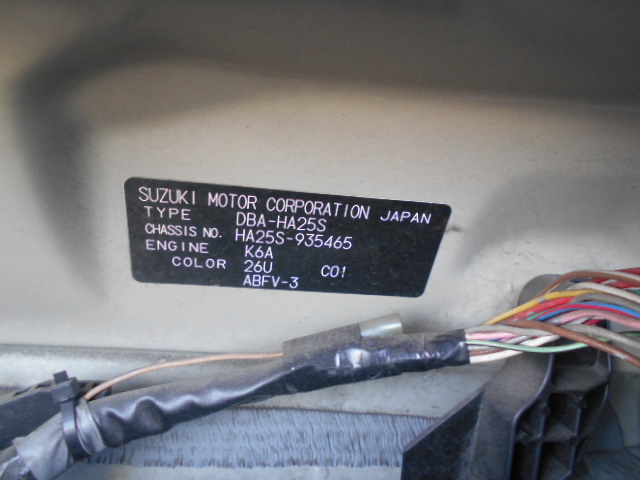 SUZUKI MOTOR CORPORATION JAPAN
TYPE DBA-HA25S
CHASSIS NO. HA25S-935465
ENGINE K6A
COLOR 26U C01
ABFV-3